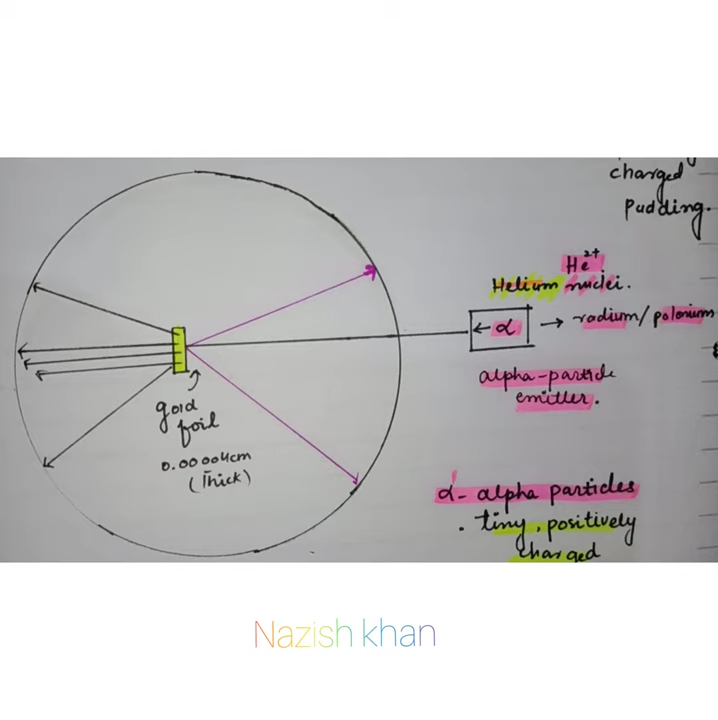 charged
pudding.
He2+
Helium nuclei.
← α → radium/polonium
alpha-particle
emitter.
gold
foil
0.00004cm
(Thick)
α - alpha particles
. tiny, positively
charged
Nazish khan